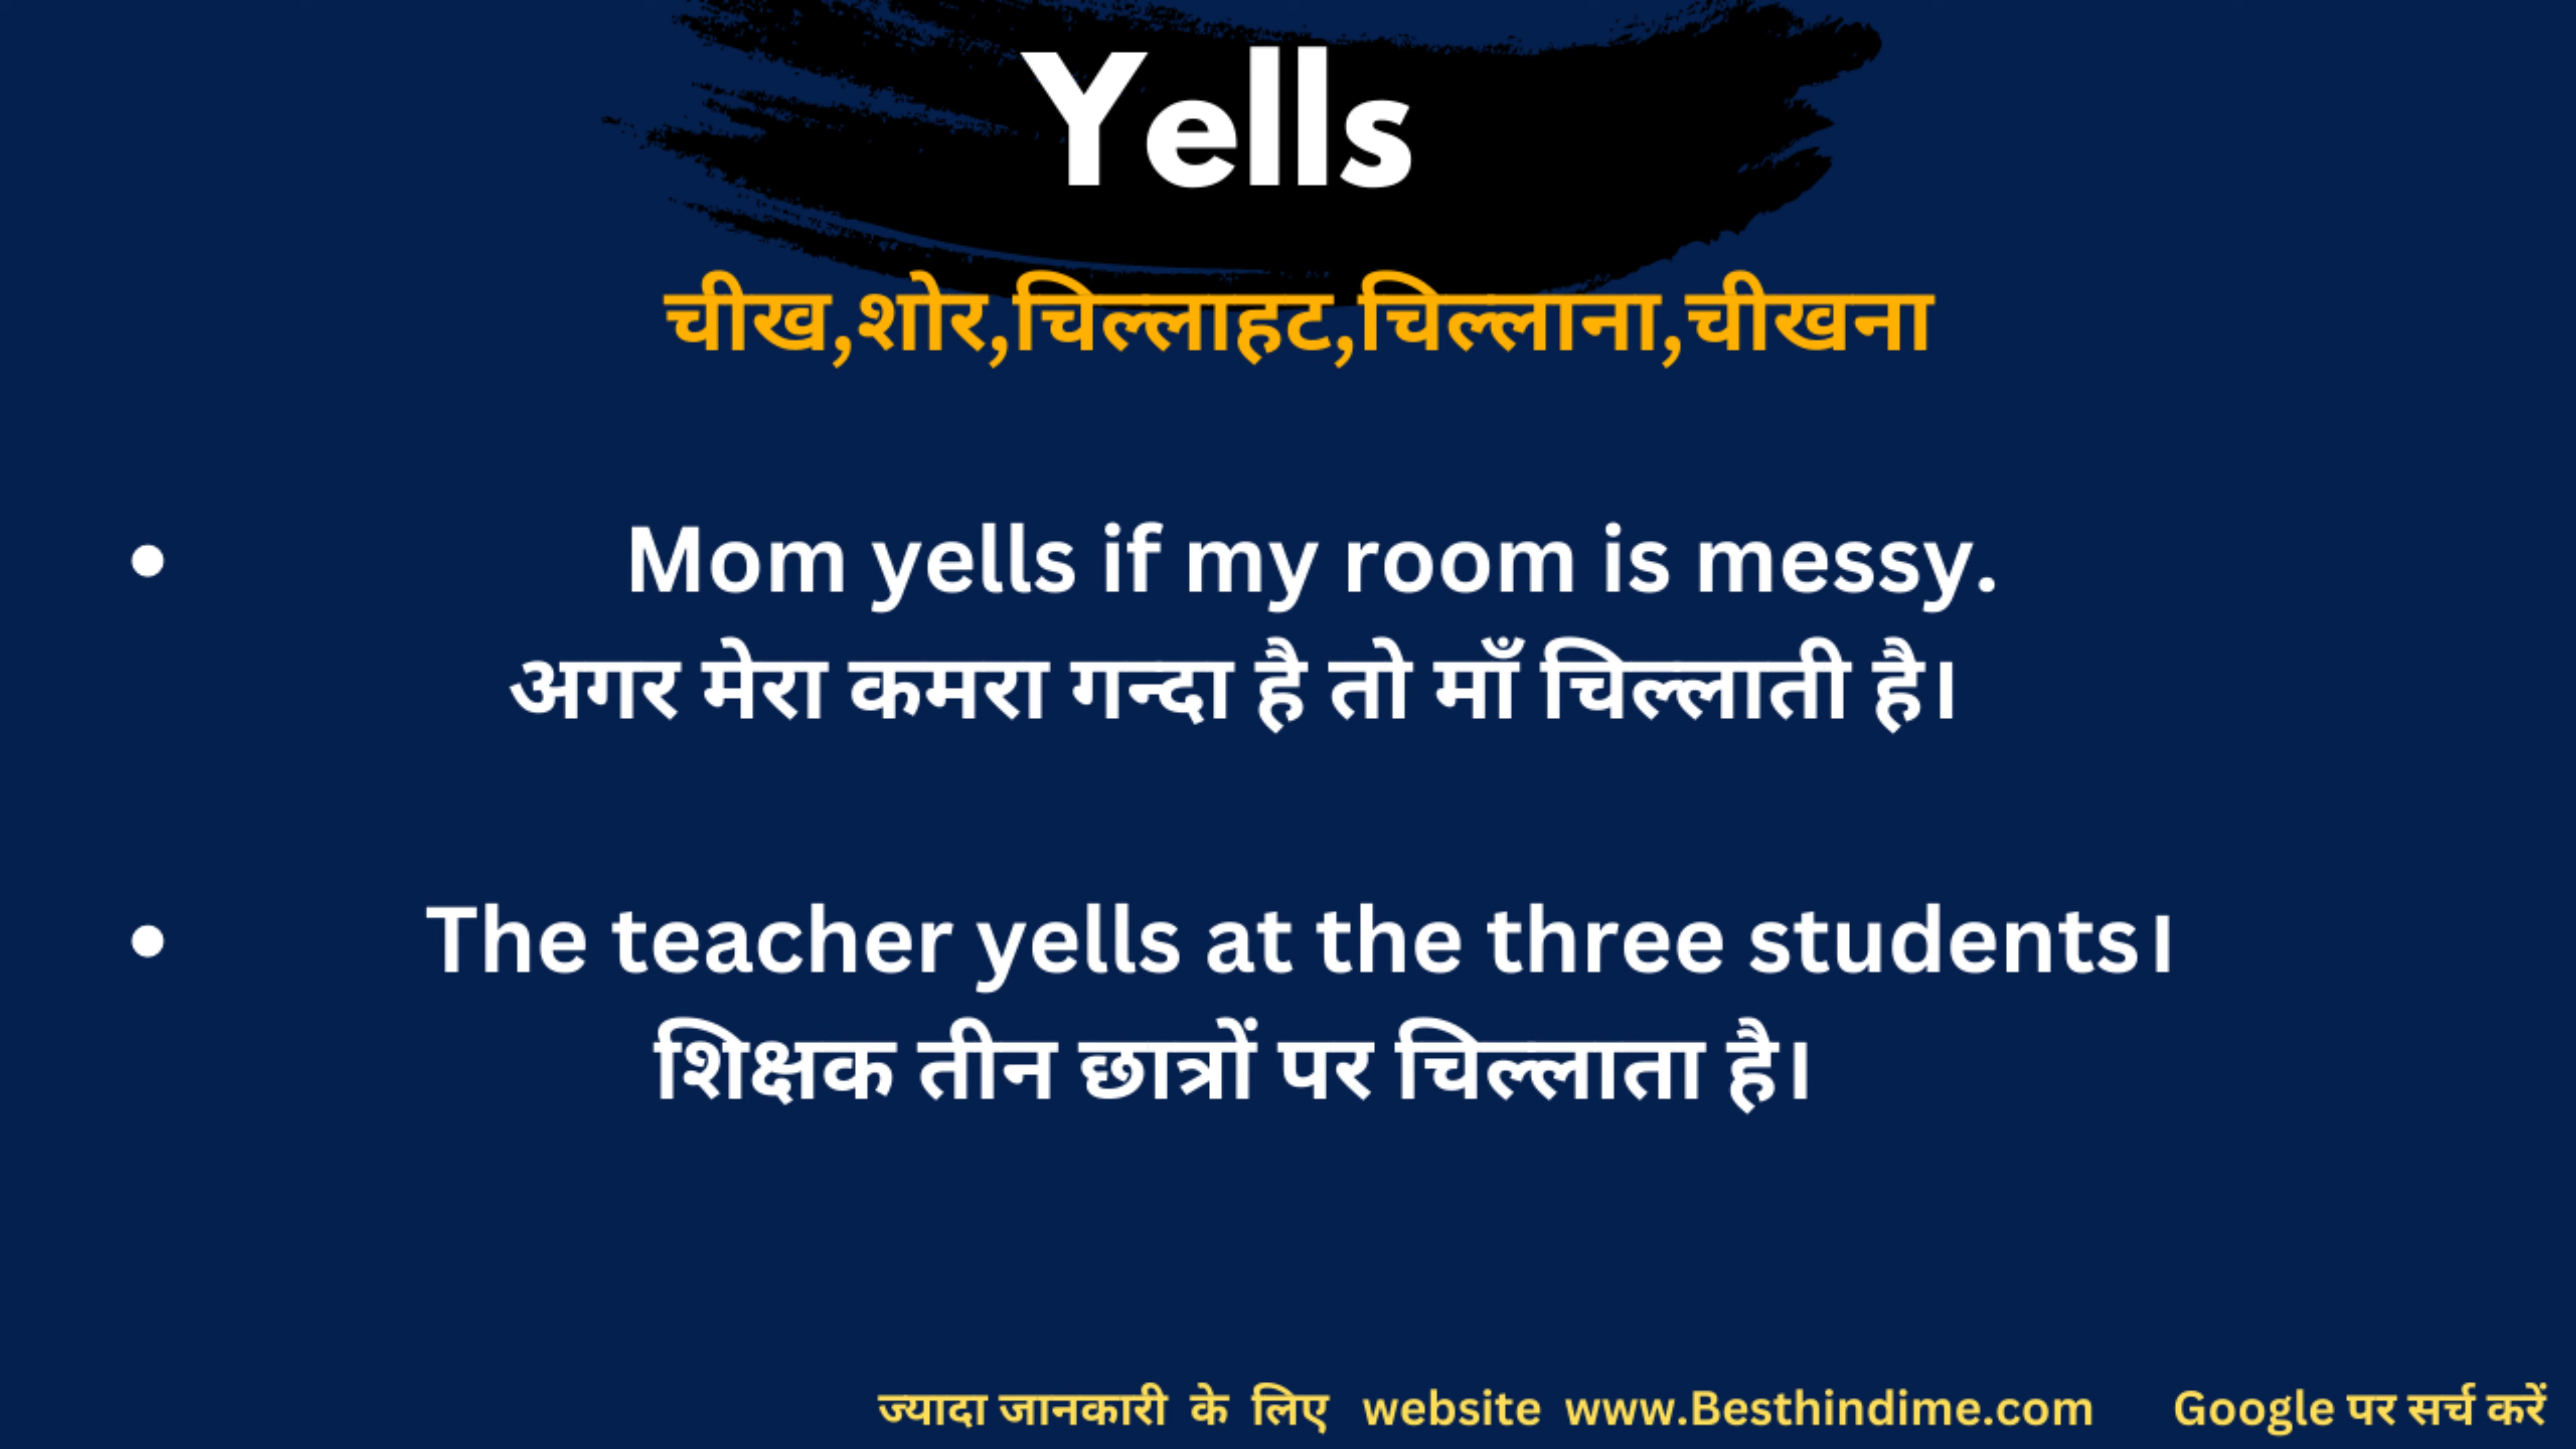 Yells
चीख,शोर,चिल्लाहट,चिल्लाना,चीखना
• Mom yells if my room is messy.
अगर मेरा कमरा गन्दा है तो माँ चिल्लाती है।
• The teacher yells at the three students।
शिक्षक तीन छात्रों पर चिल्लाता है।
ज्यादा जानकारी के लिए website www.Besthindime.com Google पर सर्च करें